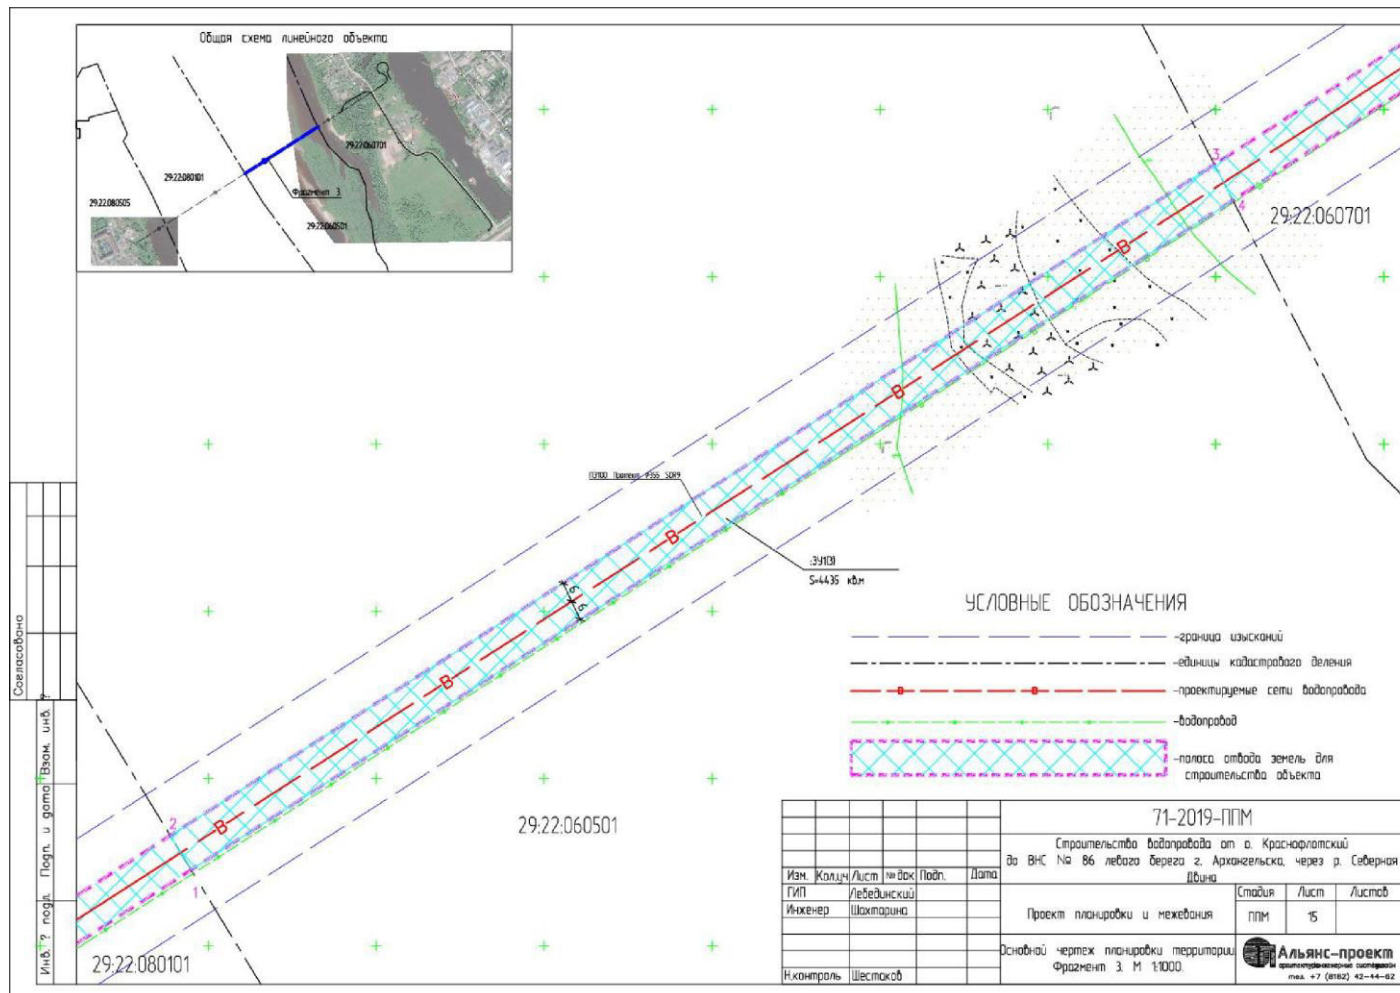 Общая схема линейного объекта
29:22:060701
29:22:080101
29:22:080505
Фрагмент 3
29:22:060501
3
4
29:22:060701
В
В
ПЭ100 Протект ⌀355 SDR9
В
:ЗУ1(3)
S=4435 кв.м
6
6
В
УСЛОВНЫЕ ОБОЗНАЧЕНИЯ
-граница изысканий
-единицы кадастрового деления
-проектируемые сети водопровода
-водопровод
-полоса отвода земель для
строительства объекта
2
В
1
29:22:060501
29:22:080101
Согласовано
Взам. инв. ?
Подп. и дата
Инв. ? подл.
71-2019-ППМ
Строительство водопровода от о. Краснофлотский
до ВНС № 86 левого берега г. Архангельска, через р. Северная
Двина
Изм. Кол.уч Лист № док Подп. Дата
ГИП Лебединский
Инженер Шахтарина
Н.контроль Шестаков
Проект планировки и межевания
Стадия Лист Листов
ППМ 15
Основной чертеж планировки территории
Фрагмент 3. М 1:1000.
Альянс-проект
тел. +7 (8182) 42-44-62